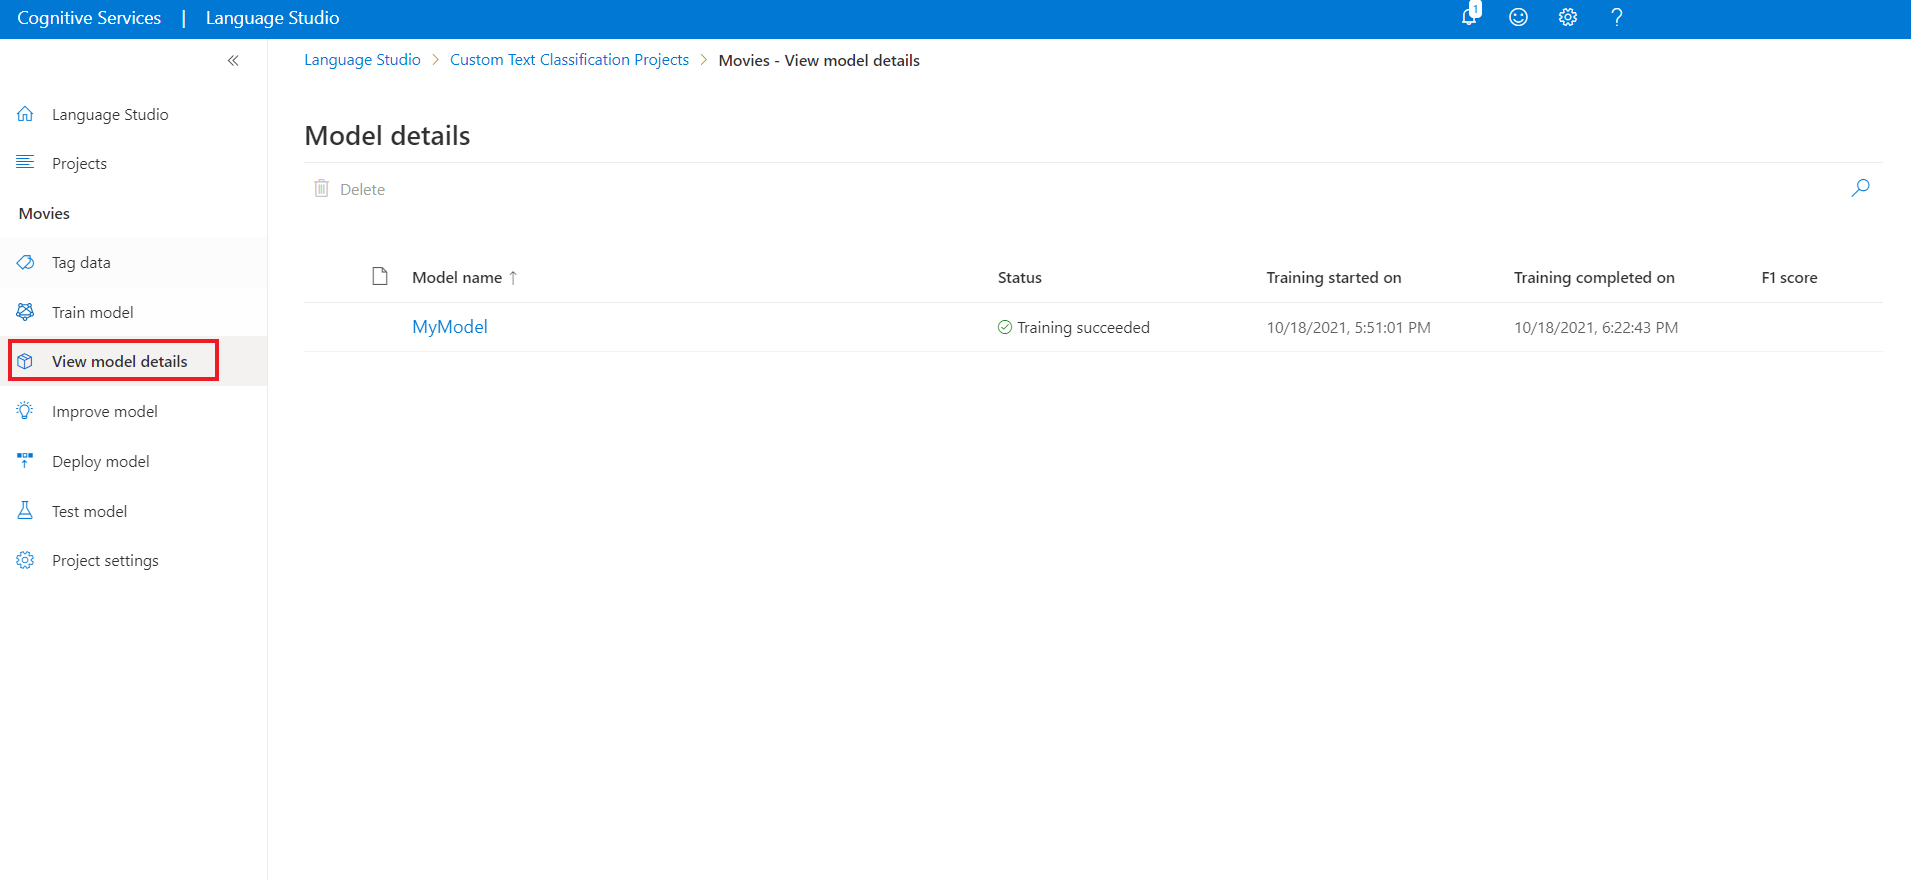 Cognitive Services | Language Studio
1
Language Studio > Custom Text Classification Projects > Movies - View model details
Language Studio
Projects
Movies
Tag data
Train model
View model details
Improve model
Deploy model
Test model
Project settings
Model details
Delete
Model name ↑ Status Training started on Training completed on F1 score
MyModel Training succeeded 10/18/2021, 5:51:01 PM 10/18/2021, 6:22:43 PM